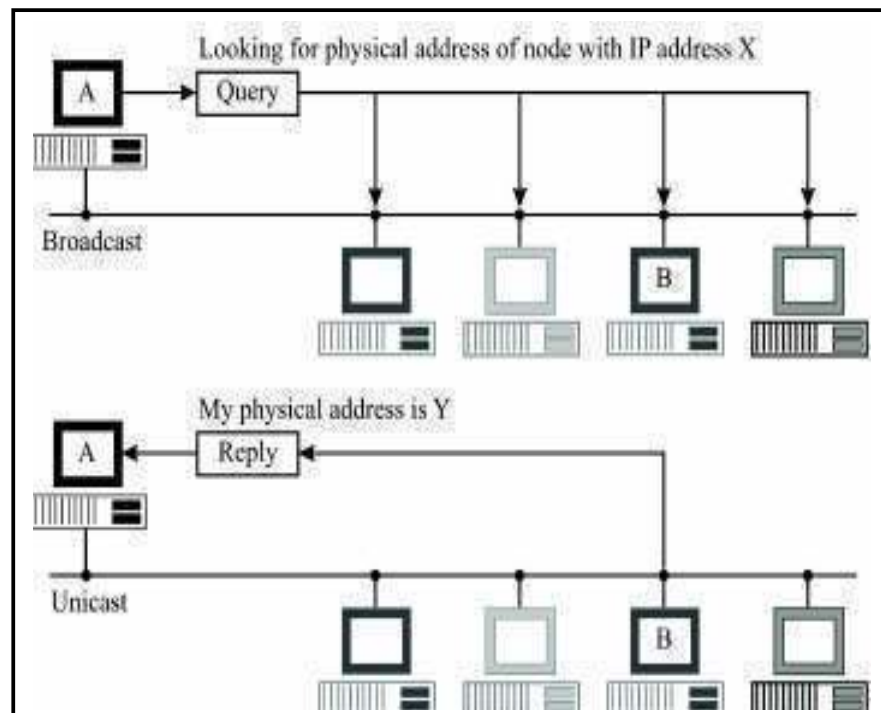 Looking for physical address of node with IP address X
A
Query
Broadcast
B
My physical address is Y
A
Reply
Unicast
B